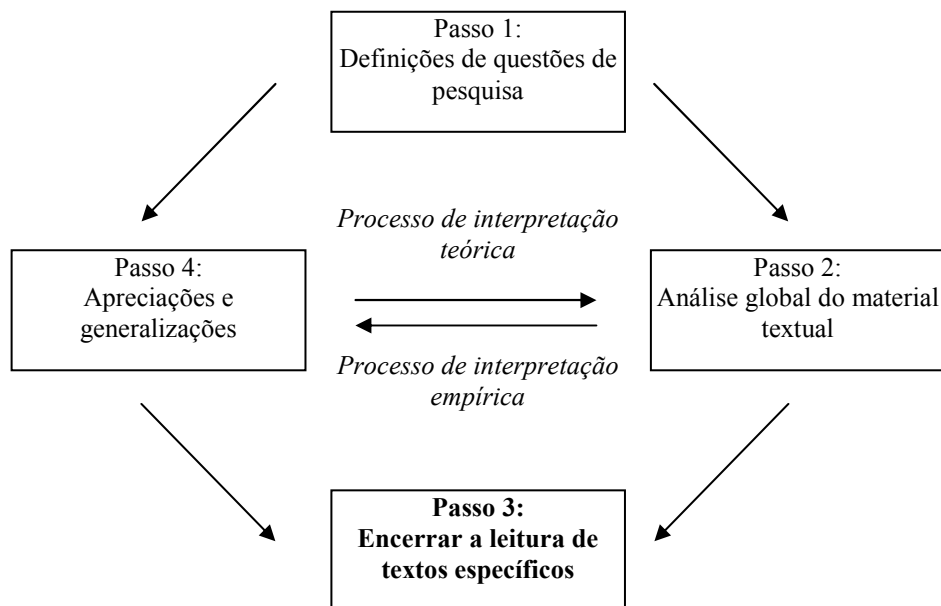 Passo 1:
Definições de questões de
pesquisa
Processo de interpretação
teórica
Passo 4:
Apreciações e
generalizações
Passo 2:
Análise global do material
textual
Processo de interpretação
empírica
Passo 3:
Encerrar a leitura de
textos específicos